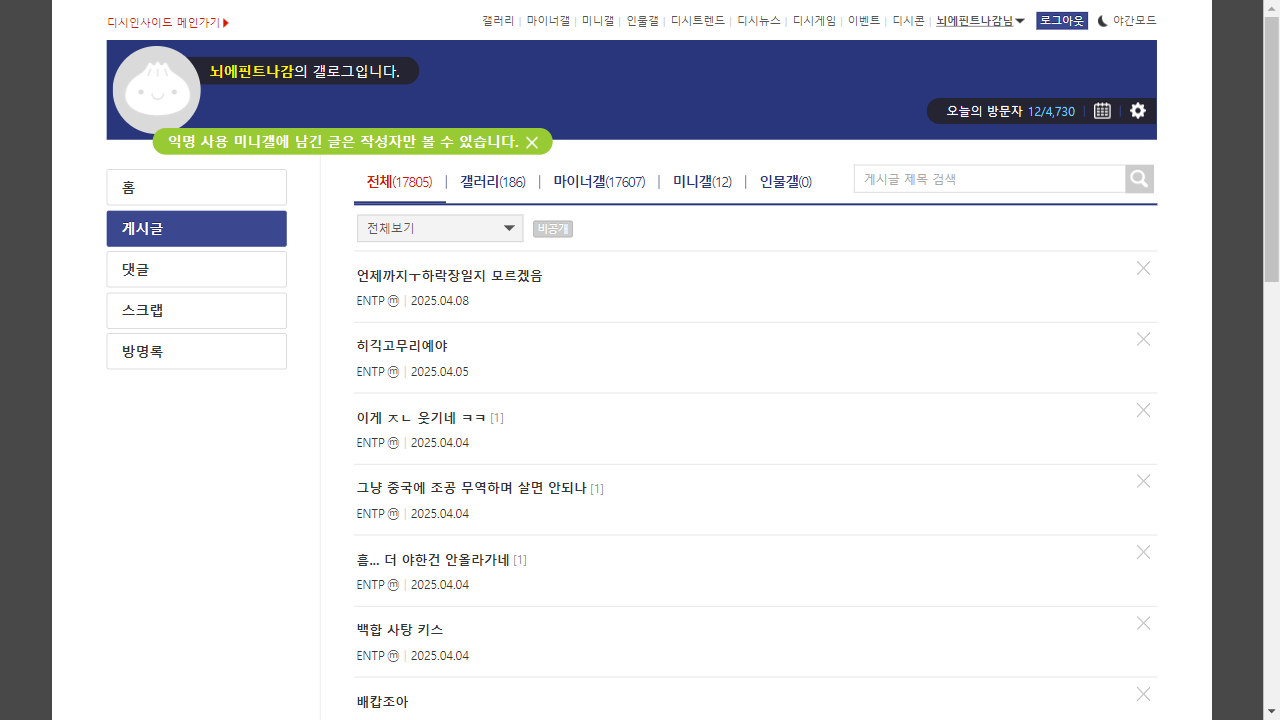 디시인사이드 메인가기
갤러리 | 마이너갤 | 미니갤 | 인물갤 | 디시트렌드 | 디시뉴스 | 디시게임 | 이벤트 | 디시콘 | 뇌에핀트나감님 로그아웃 야간모드
뇌에핀트나감의 갤로그입니다.
오늘의 방문자 12/4,730
익명 사용 미니갤에 남긴 글은 작성자만 볼 수 있습니다.
홈
게시글
댓글
스크랩
방명록
전체(17805) | 갤러리(186) | 마이너갤(17607) | 미니갤(12) | 인물갤(0)
게시글 제목 검색
전체보기 비공개
언제까지ㅜ하락장일지 모르겠음
ENTP ⓜ | 2025.04.08
히긱고무리예야
ENTP ⓜ | 2025.04.05
이게 ㅈㄴ 웃기네 ㅋㅋ [1]
ENTP ⓜ | 2025.04.04
그냥 중국에 조공 무역하며 살면 안되나 [1]
ENTP ⓜ | 2025.04.04
흠... 더 야한건 안올라가네 [1]
ENTP ⓜ | 2025.04.04
백합 사탕 키스
ENTP ⓜ | 2025.04.04
배캅조아